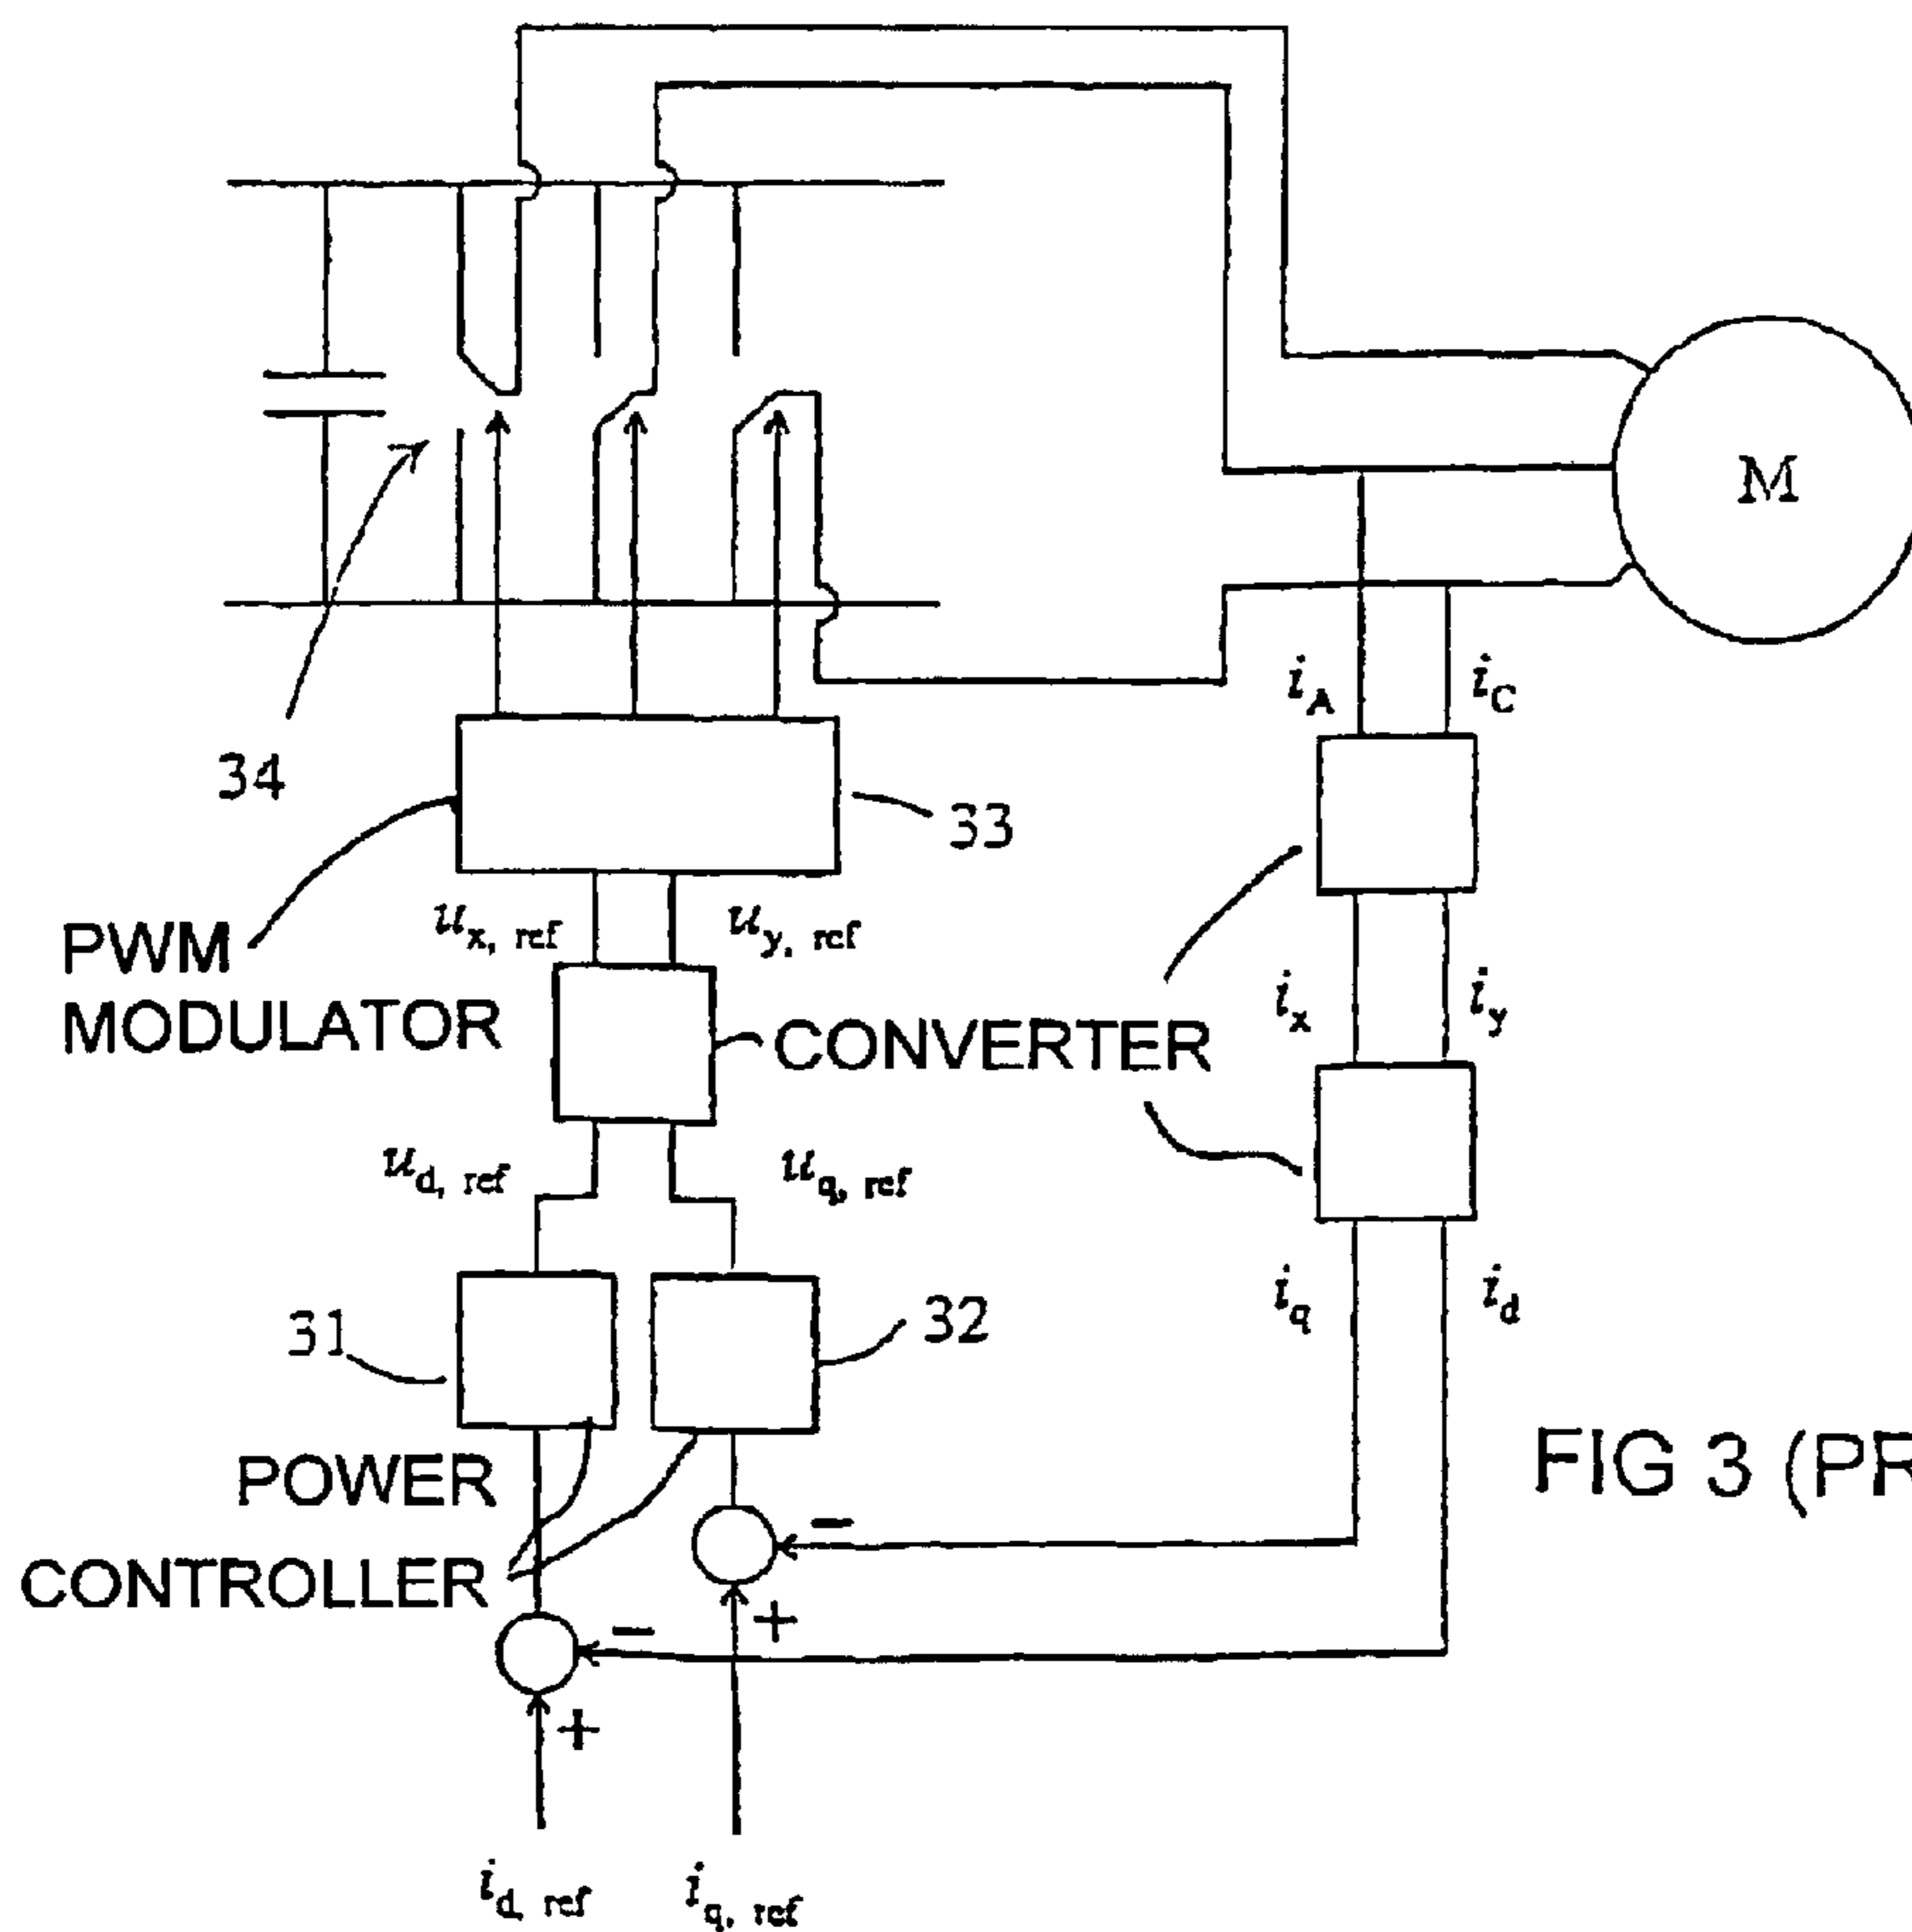 M
i_A
i_C
34
33
PWM
MODULATOR
u_x, ref
u_y, ref
i_x
i_y
CONVERTER
u_d, ref
u_q, ref
i_q
i_d
31
32
POWER
CONTROLLER
FIG 3 (PR
−
+
−
+
i_d, ref
i_q, ref